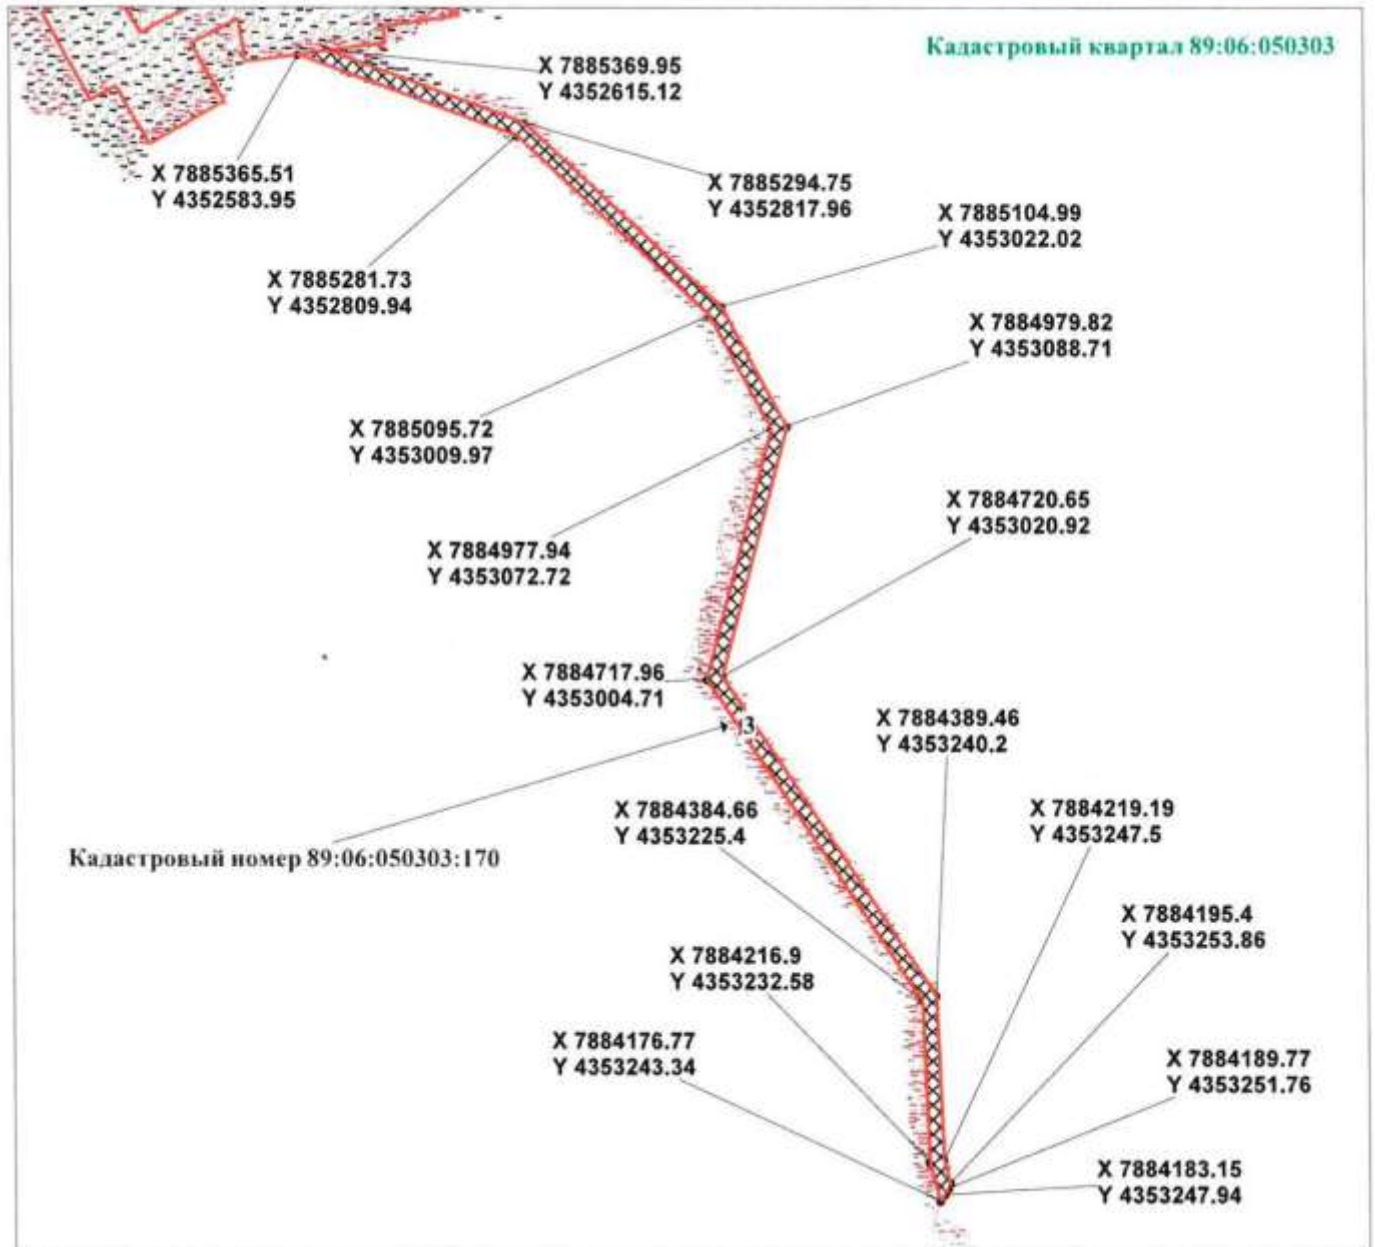 Кадастровый квартал 89:06:050303
X 7885369.95
Y 4352615.12
X 7885365.51
Y 4352583.95
X 7885294.75
Y 4352817.96
X 7885104.99
Y 4353022.02
X 7885281.73
Y 4352809.94
X 7884979.82
Y 4353088.71
X 7885095.72
Y 4353009.97
X 7884720.65
Y 4353020.92
X 7884977.94
Y 4353072.72
X 7884717.96
Y 4353004.71
X 7884389.46
Y 4353240.2
X 7884384.66
Y 4353225.4
X 7884219.19
Y 4353247.5
Кадастровый номер 89:06:050303:170
X 7884195.4
Y 4353253.86
X 7884216.9
Y 4353232.58
X 7884176.77
Y 4353243.34
X 7884189.77
Y 4353251.76
X 7884183.15
Y 4353247.94